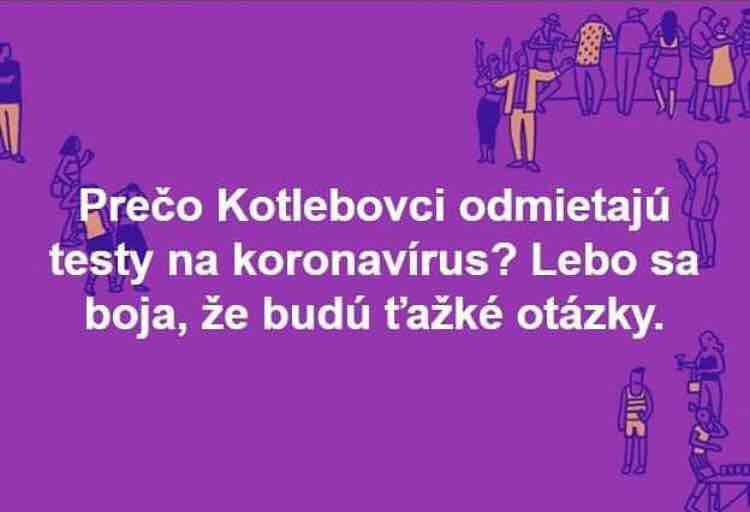 Prečo Kotlebovci odmietajú
testy na koronavírus? Lebo sa
boja, že budú ťažké otázky.